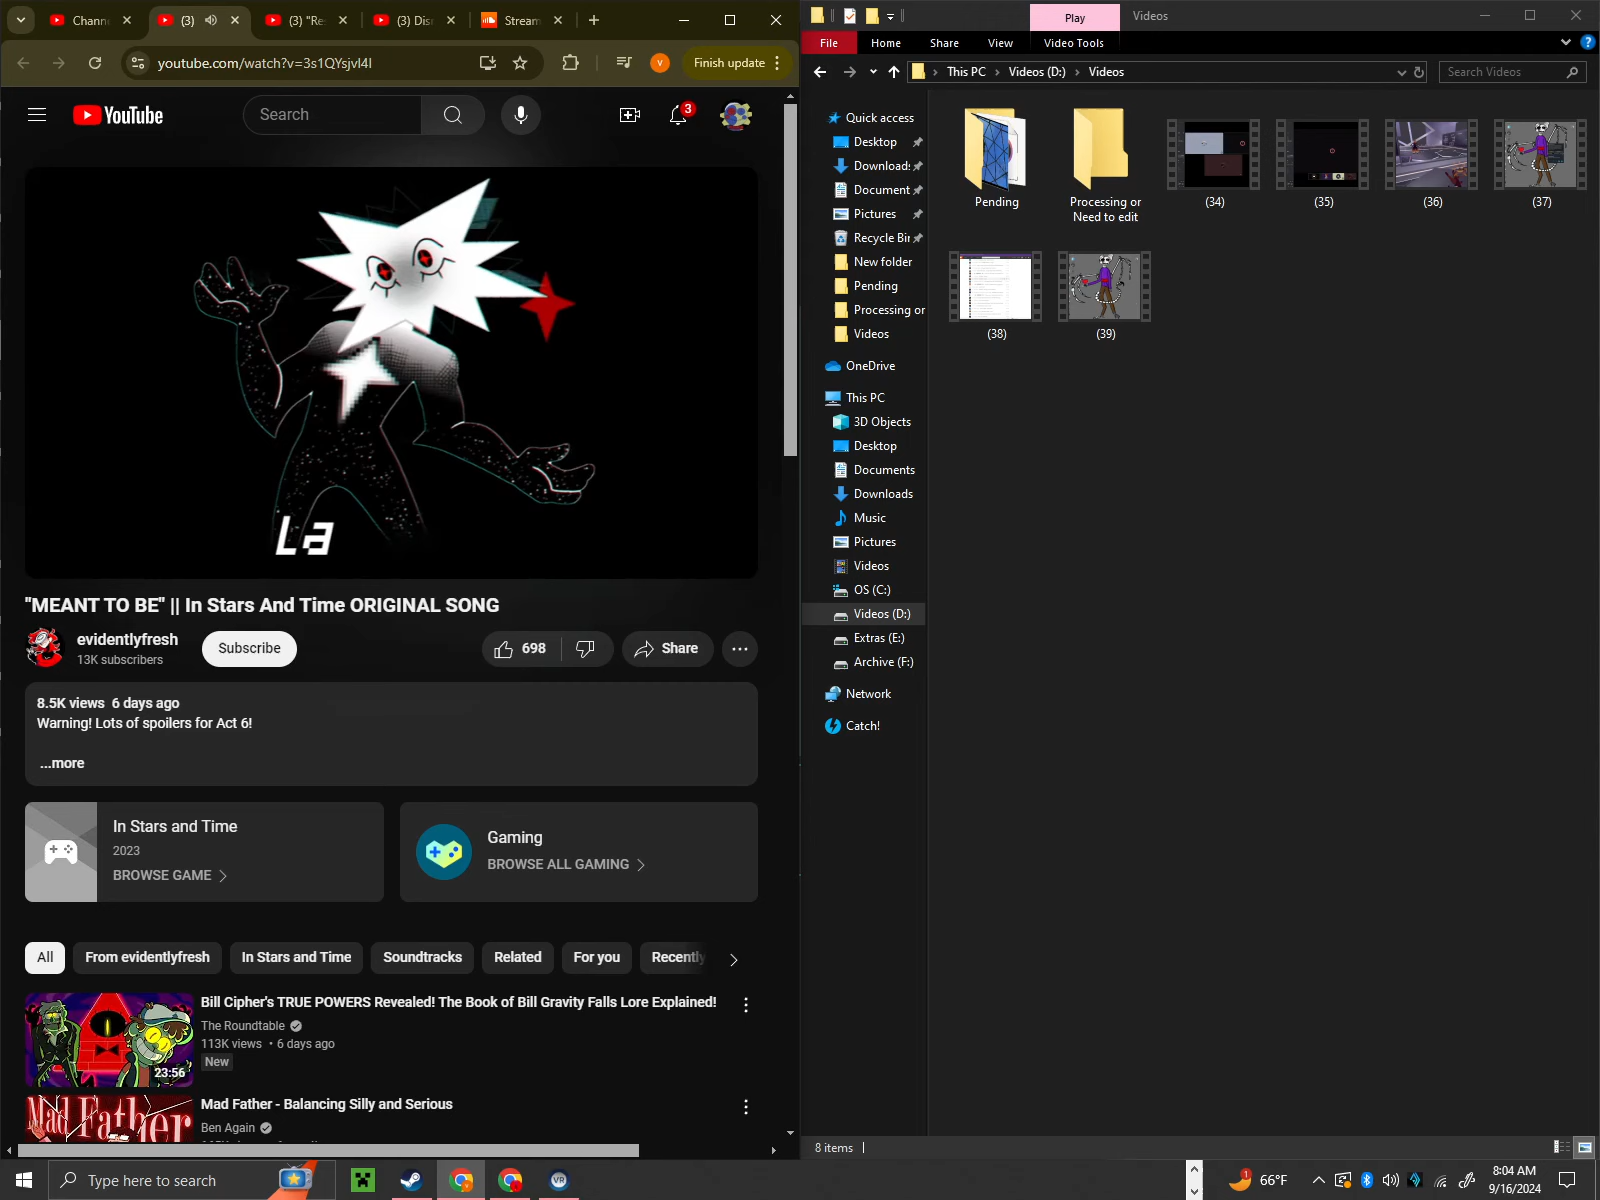 Chann
(3)
(3) "Re
(3) Dis
Stream
youtube.com/watch?v=3s1QYsjvl4I
Finish update
YouTube
Search
3
La
"MEANT TO BE" || In Stars And Time ORIGINAL SONG
evidentlyfresh
13K subscribers
Subscribe
698
Share
8.5K views 6 days ago
Warning! Lots of spoilers for Act 6!
...more
In Stars and Time
2023
BROWSE GAME
Gaming
BROWSE ALL GAMING
All
From evidentlyfresh
In Stars and Time
Soundtracks
Related
For you
Recently
Bill Cipher's TRUE POWERS Revealed! The Book of Bill Gravity Falls Lore Explained!
The Roundtable
113K views • 6 days ago
New
23:56
Mad Father
Mad Father - Balancing Silly and Serious
Ben Again
Play
Videos
File
Home
Share
View
Video Tools
This PC
Videos (D:)
Videos
Search Videos
Quick access
Desktop
Download:
Document
Pictures
Recycle Bir
New folder
Pending
Processing or
Videos
OneDrive
This PC
3D Objects
Desktop
Documents
Downloads
Music
Pictures
Videos
OS (C:)
Videos (D:)
Extras (E:)
Archive (F:)
Network
Catch!
Pending
Processing or
Need to edit
(34)
(35)
(36)
(37)
(38)
(39)
8 items
Type here to search
VR
1
66°F
8:04 AM
9/16/2024